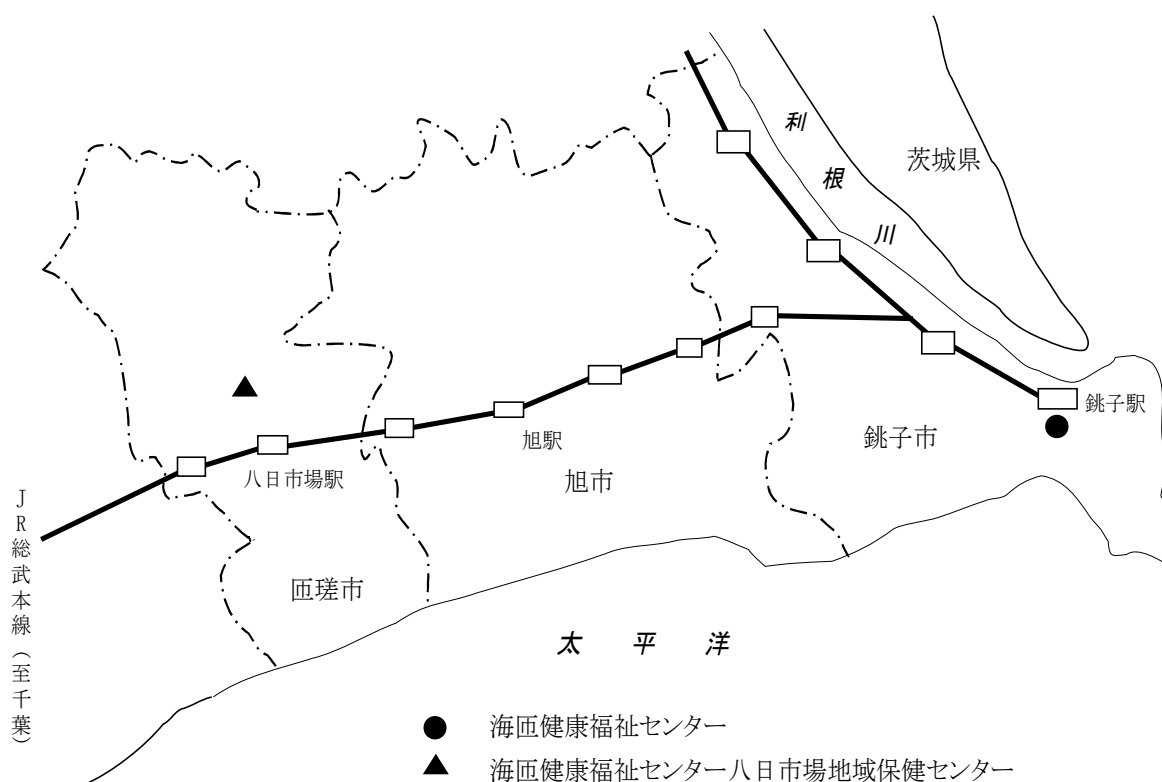 利根川
茨城県
銚子駅
銚子市
旭駅
旭市
八日市場駅
匝瑳市
JR総武本線(至千葉)
太平洋
● 海匝健康福祉センター
▲ 海匝健康福祉センター八日市場地域保健センター